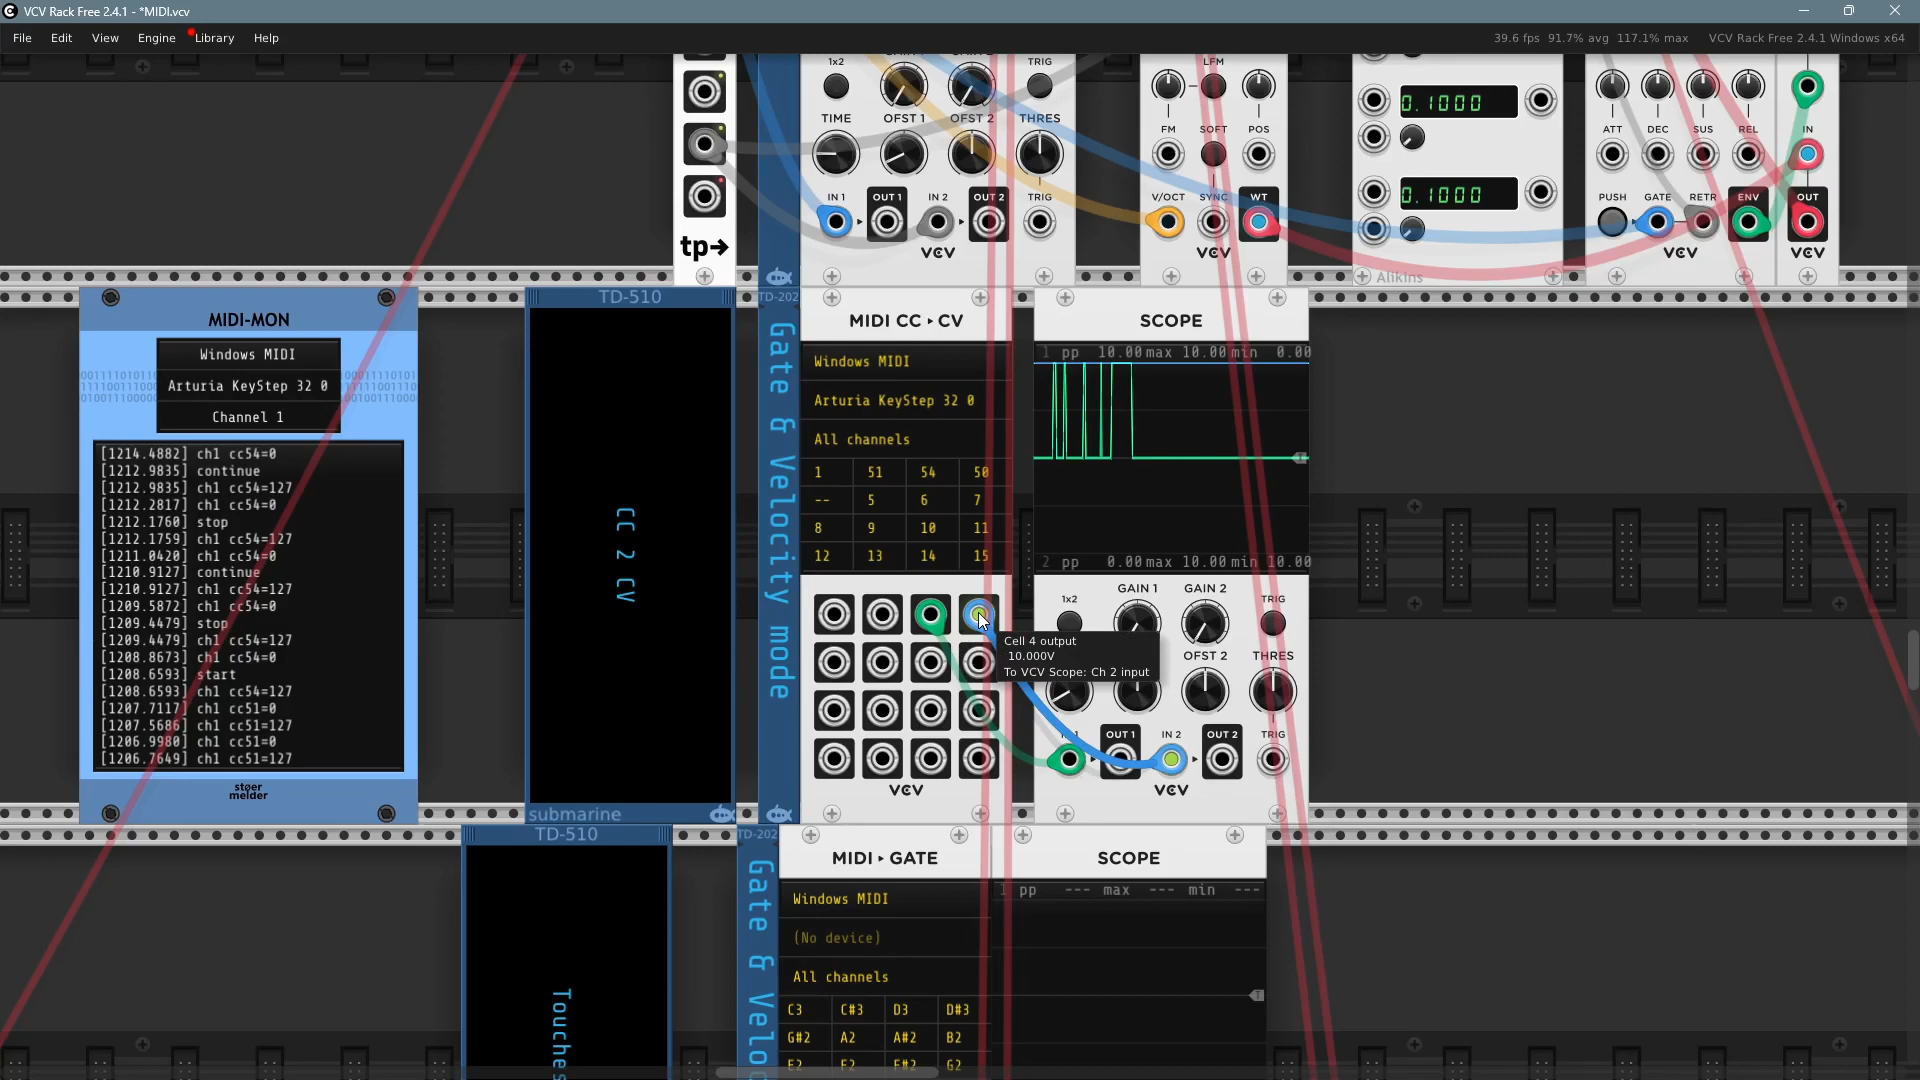 VCV Rack Free 2.4.1 - *MIDI.vcv
File Edit View Engine Library Help
39.6 fps 91.7% avg 117.1% max VCV Rack Free 2.4.1 Windows x64
1x2 TRIG
TIME OFST 1 OFST 2 THRES
IN 1 OUT 1 IN 2 OUT 2 TRIG
VCV
tp→
LFM
FM SOFT POS
V/OCT SYNC WT
VCV
0.1000
0.1000
Alikins
ATT DEC SUS REL
PUSH GATE RETR ENV
VCV
IN
OUT
VCV
MIDI-MON
Windows MIDI
Arturia KeyStep 32 0
Channel 1
[1214.4882] ch1 cc54=0
[1212.9835] continue
[1212.9835] ch1 cc54=127
[1212.2817] ch1 cc54=0
[1212.1760] stop
[1212.1759] ch1 cc54=127
[1211.0420] ch1 cc54=0
[1210.9127] continue
[1210.9127] ch1 cc54=127
[1209.5872] ch1 cc54=0
[1209.4479] stop
[1209.4479] ch1 cc54=127
[1208.8673] ch1 cc54=0
[1208.6593] start
[1208.6593] ch1 cc54=127
[1207.7117] ch1 cc51=0
[1207.5686] ch1 cc51=127
[1206.9980] ch1 cc51=0
[1206.7649] ch1 cc51=127
støer
melder
TD-510
CC 2 CV
submarine
TD-202
Gate & Velocity mode
MIDI CC ▸ CV
Windows MIDI
Arturia KeyStep 32 0
All channels
1 51 54 50
-- 5 6 7
8 9 10 11
12 13 14 15
VCV
SCOPE
1 pp 10.00 max 10.00 min 0.00
2 pp 0.00 max 10.00 min 10.00
1x2 GAIN 1 GAIN 2 TRIG
Cell 4 output
10.000V
To VCV Scope: Ch 2 input
OFST 2 THRES
OUT 1 IN 2 OUT 2 TRIG
VCV
TD-510
Touches
TD-202
Gate & Velo
MIDI ▸ GATE
Windows MIDI
(No device)
All channels
C3 C#3 D3 D#3
G#2 A2 A#2 B2
E2 F2 F#2 G2
SCOPE
1 pp --- max --- min ---